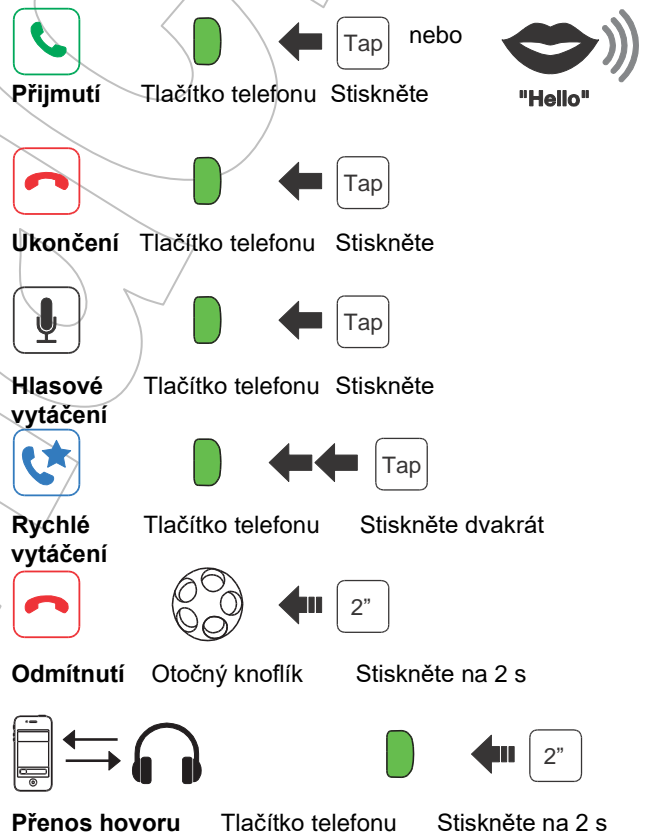 Tap nebo
Přijmutí Tlačítko telefonu Stiskněte "Hello"
Tap
Ukončení Tlačítko telefonu Stiskněte
Tap
Hlasové Tlačítko telefonu Stiskněte
vytáčení
Tap
Rychlé Tlačítko telefonu Stiskněte dvakrát
vytáčení
2”
Odmítnutí Otočný knoflík Stiskněte na 2 s
2”
Přenos hovoru Tlačítko telefonu Stiskněte na 2 s